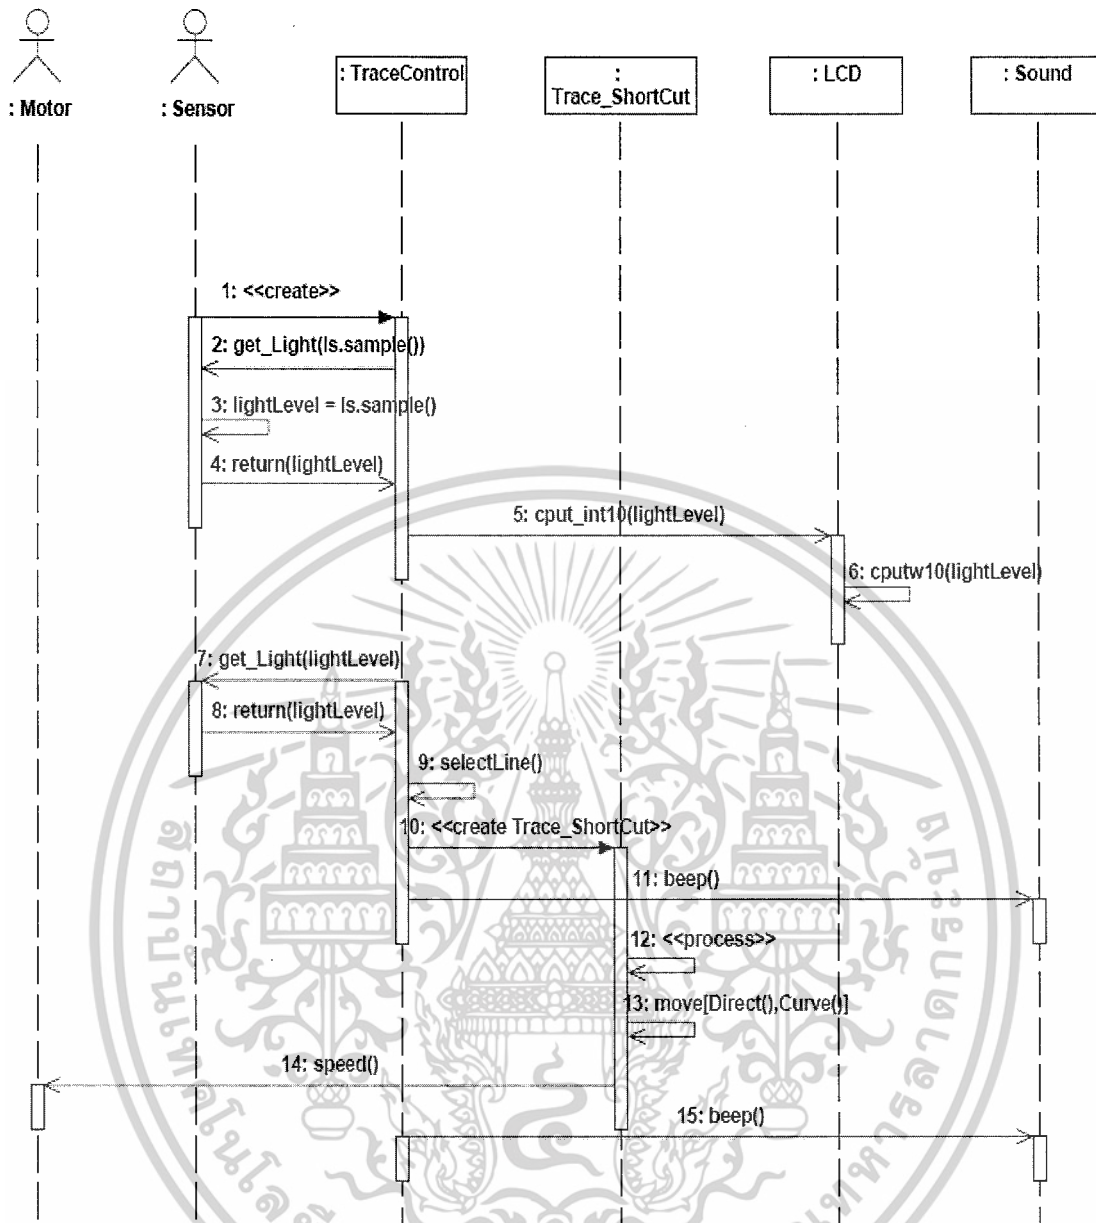 : Motor
: Sensor
: TraceControl
:
Trace_ShortCut
: LCD
: Sound
1: <<create>>
2: get_Light(ls.sample())
3: lightLevel = ls.sample()
4: return(lightLevel)
5: cput_int10(lightLevel)
6: cputw10(lightLevel)
7: get_Light(lightLevel)
8: return(lightLevel)
9: selectLine()
10: <<create Trace_ShortCut>>
11: beep()
12: <<process>>
13: move[Direct(),Curve()]
14: speed()
15: beep()